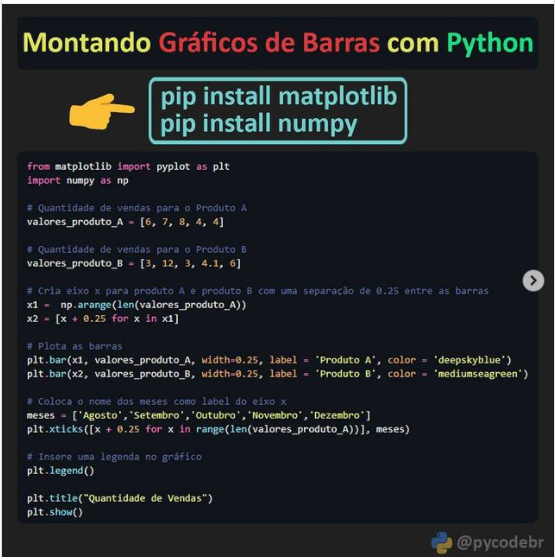 Montando Gráficos de Barras com Python
pip install matplotlib
pip install numpy
from matplotlib import pyplot as plt
import numpy as np
# Quantidade de vendas para o Produto A
valores_produto_A = [6, 7, 8, 4, 4]
# Quantidade de vendas para o Produto B
valores_produto_B = [3, 12, 3, 4.1, 6]
# Cria eixo x para produto A e produto B com uma separação de 0.25 entre as barras
x1 =  np.arange(len(valores_produto_A))
x2 = [x + 0.25 for x in x1]
# Plota as barras
plt.bar(x1, valores_produto_A, width=0.25, label = 'Produto A', color = 'deepskyblue')
plt.bar(x2, valores_produto_B, width=0.25, label = 'Produto B', color = 'mediumseagreen')
# Coloca o nome dos meses como label do eixo x
meses = ['Agosto','Setembro','Outubro','Novembro','Dezembro']
plt.xticks([x + 0.25 for x in range(len(valores_produto_A))], meses)
# Insere uma legenda no gráfico
plt.legend()
plt.title("Quantidade de Vendas")
plt.show()
@pycodebr